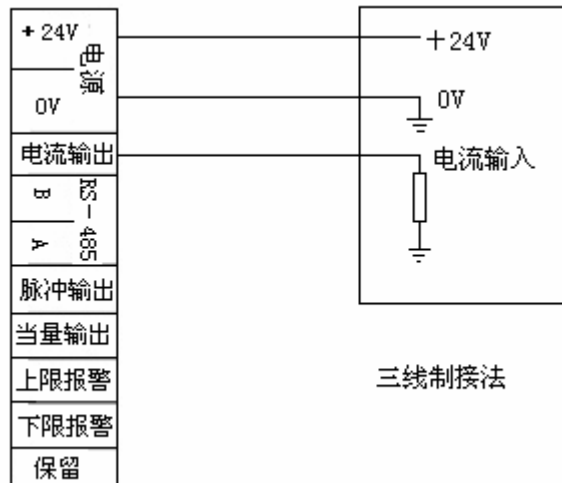 +24V
电源
0V
电流输出
B
A
RS-485
脉冲输出
当量输出
上限报警
下限报警
保留
+24V
0V
电流输入
三线制接法